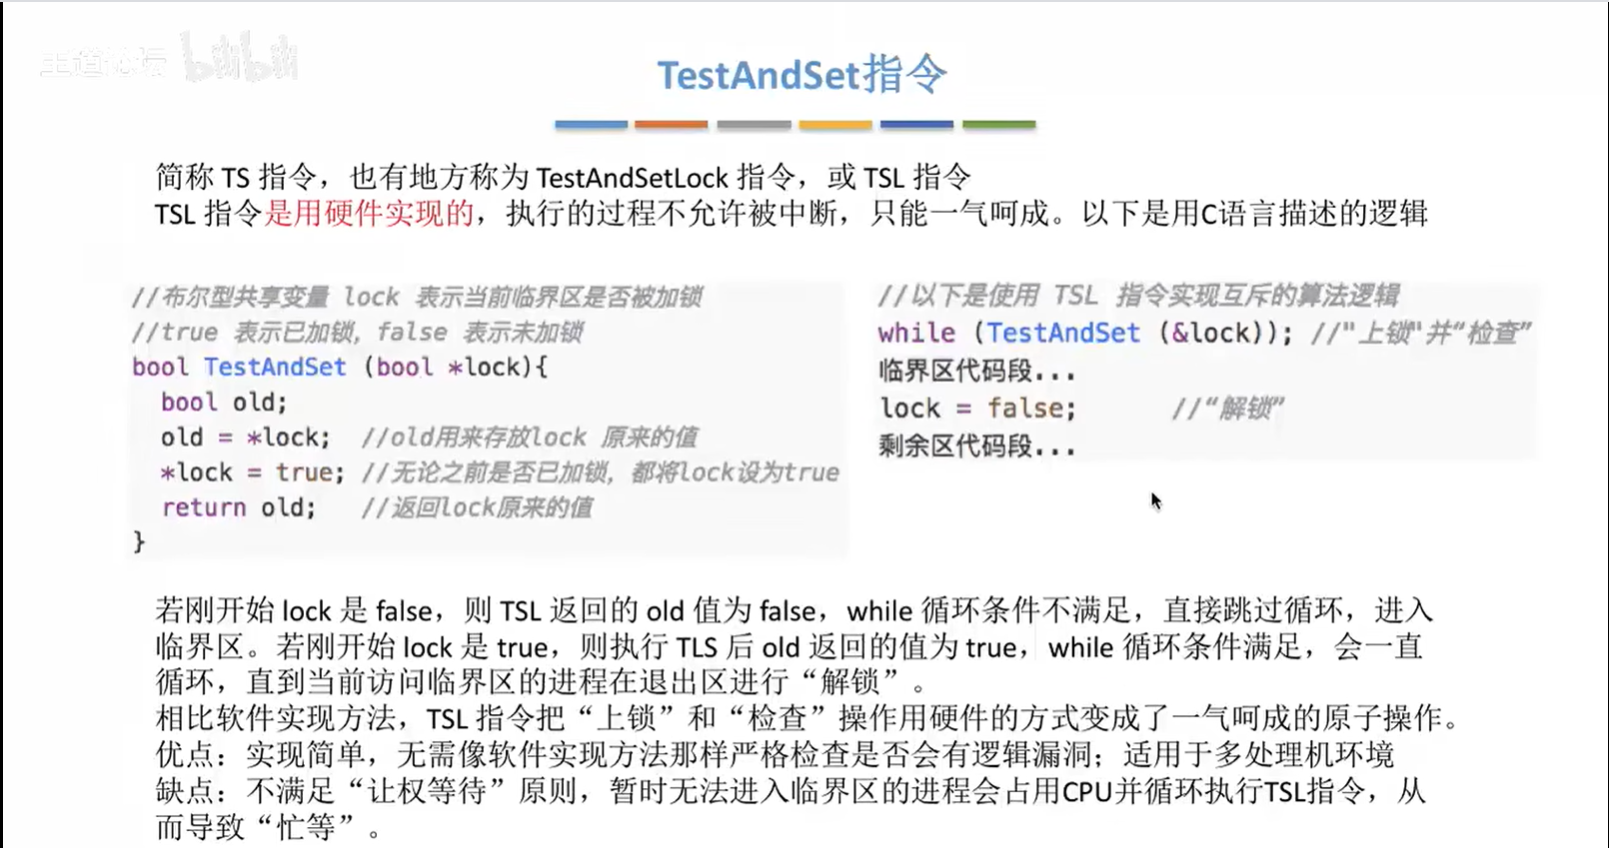 王道论坛 bilibili
TestAndSet指令
简称 TS 指令，也有地方称为 TestAndSetLock 指令，或 TSL 指令
TSL 指令是用硬件实现的，执行的过程不允许被中断，只能一气呵成。以下是用C语言描述的逻辑
//布尔型共享变量 lock 表示当前临界区是否被加锁
//true 表示已加锁，false 表示未加锁
bool TestAndSet (bool *lock){
bool old;
old = *lock; //old用来存放lock 原来的值
*lock = true; //无论之前是否已加锁，都将lock设为true
return old; //返回lock原来的值
}
//以下是使用 TSL 指令实现互斥的算法逻辑
while (TestAndSet (&lock)); //"上锁"并“检查”
临界区代码段...
lock = false; //“解锁”
剩余区代码段...
若刚开始 lock 是 false，则 TSL 返回的 old 值为 false，while 循环条件不满足，直接跳过循环，进入
临界区。若刚开始 lock 是 true，则执行 TLS 后 old 返回的值为 true，while 循环条件满足，会一直
循环，直到当前访问临界区的进程在退出区进行“解锁”。
相比软件实现方法，TSL 指令把“上锁”和“检查”操作用硬件的方式变成了一气呵成的原子操作。
优点：实现简单，无需像软件实现方法那样严格检查是否会有逻辑漏洞；适用于多处理机环境
缺点：不满足“让权等待”原则，暂时无法进入临界区的进程会占用CPU并循环执行TSL指令，从
而导致“忙等”。